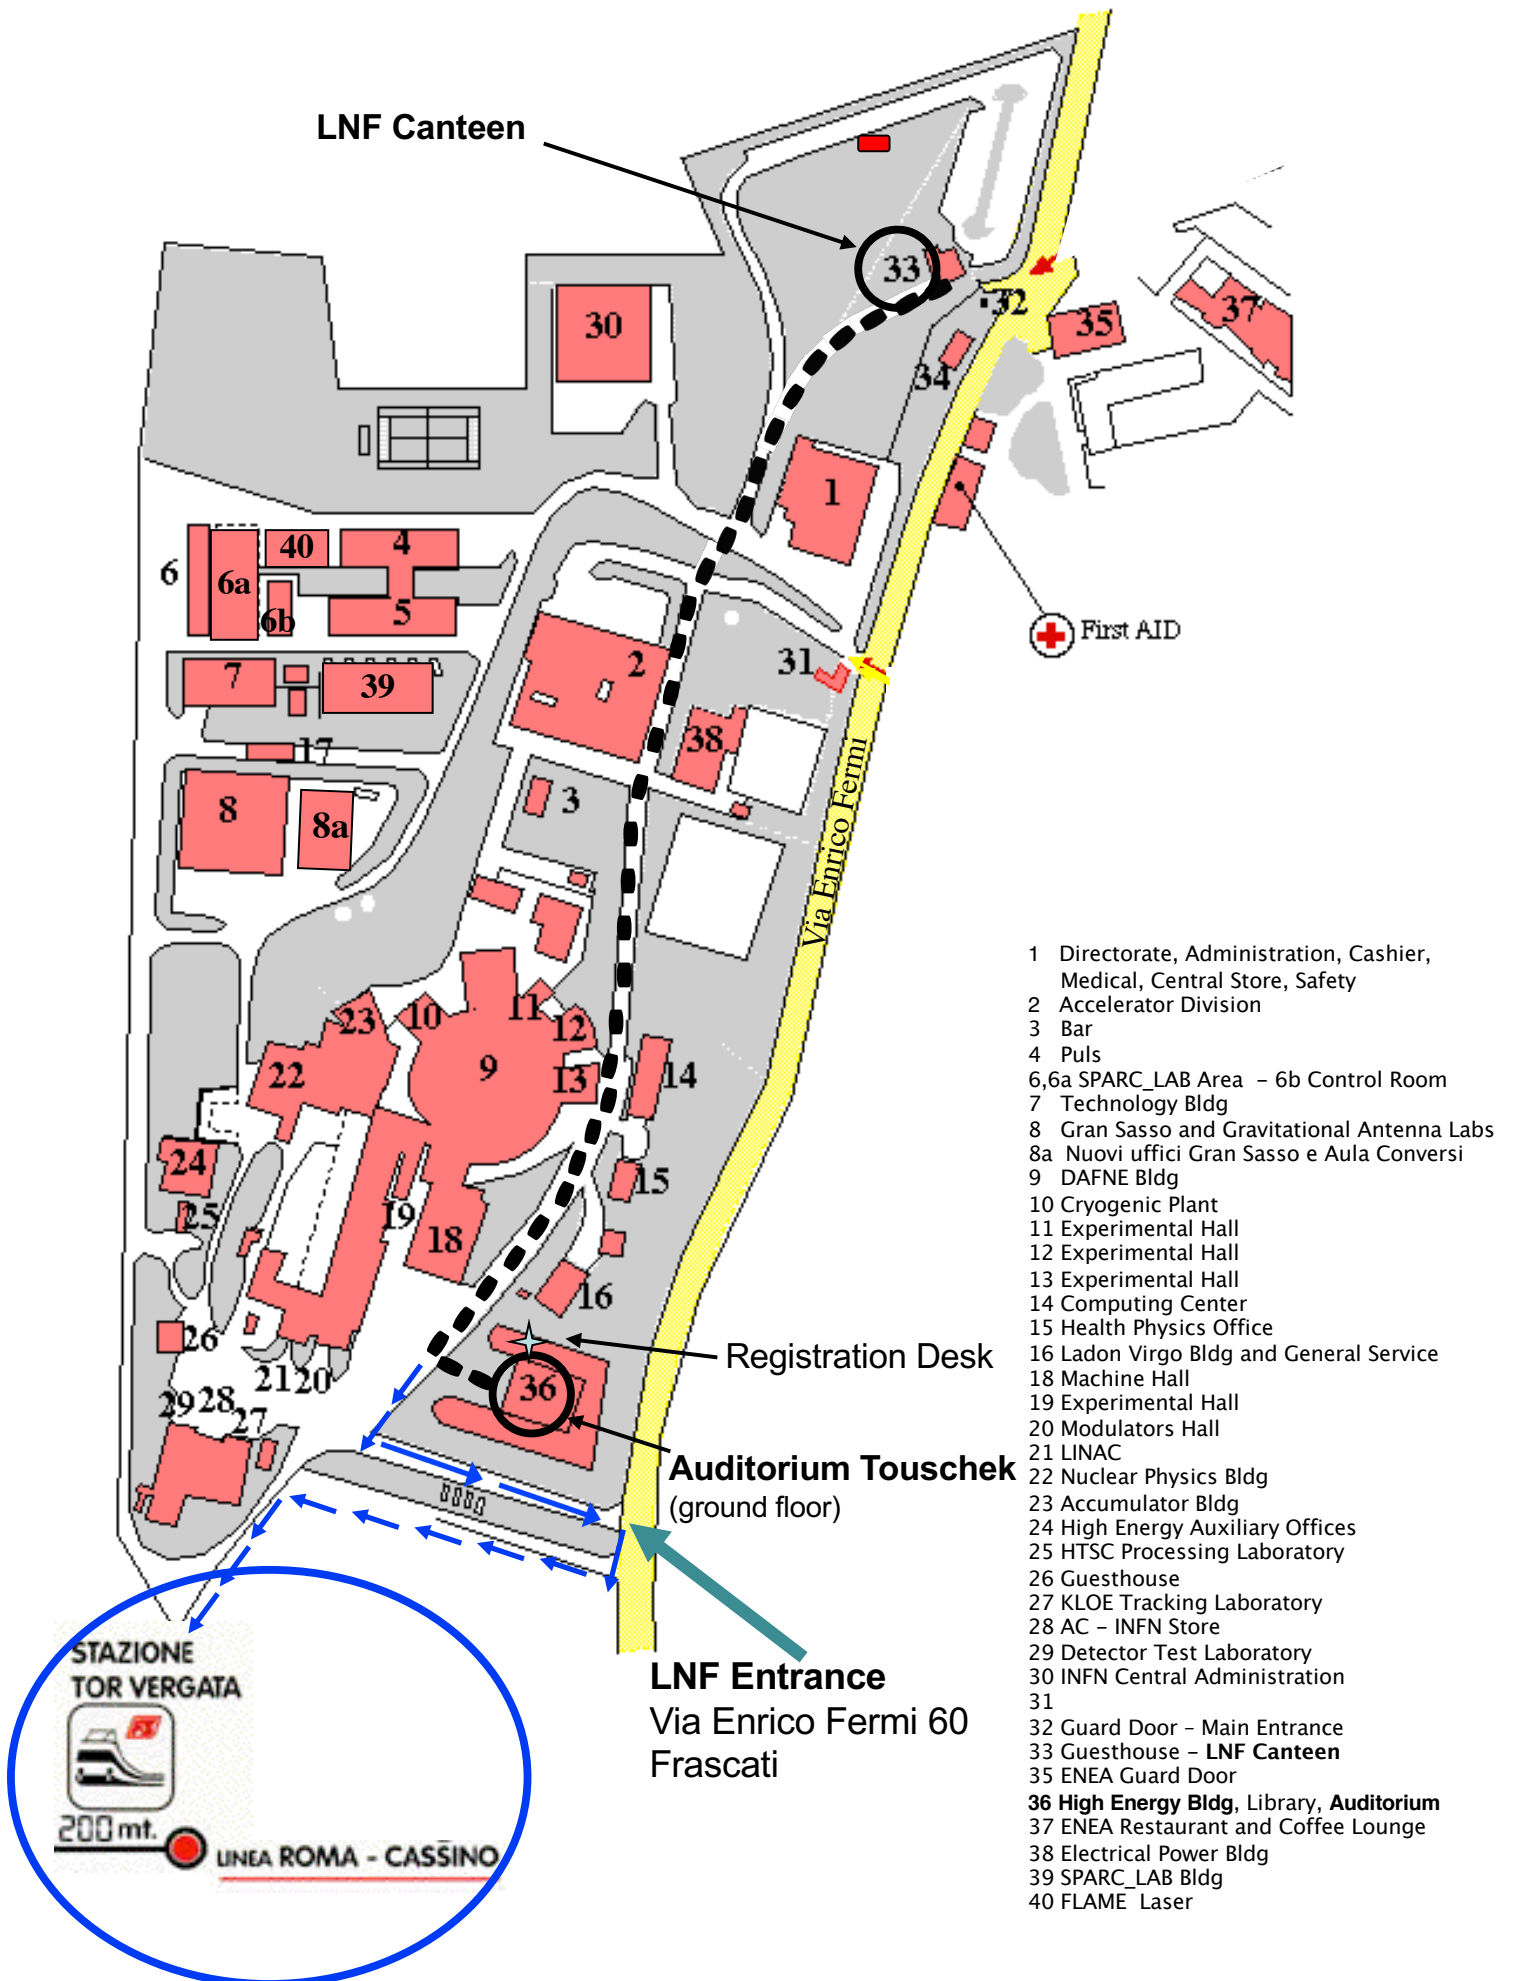 LNF Canteen
33
32
30
35
37
34
1
6
6a
40
4
6b
5
First AID
2
31
7
39
38
17
3
8
8a
Via Enrico Fermi
23
10
11
12
9
22
13
14
24
15
25
19
18
16
26
Registration Desk
21
20
36
29
28
27
Auditorium Touschek
(ground floor)
LNF Entrance
Via Enrico Fermi 60
Frascati
STAZIONE
TOR VERGATA
FS
200 mt.
LINEA ROMA - CASSINO
1 Directorate, Administration, Cashier,
Medical, Central Store, Safety
2 Accelerator Division
3 Bar
4 Puls
6,6a SPARC_LAB Area – 6b Control Room
7 Technology Bldg
8 Gran Sasso and Gravitational Antenna Labs
8a Nuovi uffici Gran Sasso e Aula Conversi
9 DAFNE Bldg
10 Cryogenic Plant
11 Experimental Hall
12 Experimental Hall
13 Experimental Hall
14 Computing Center
15 Health Physics Office
16 Ladon Virgo Bldg and General Service
18 Machine Hall
19 Experimental Hall
20 Modulators Hall
21 LINAC
22 Nuclear Physics Bldg
23 Accumulator Bldg
24 High Energy Auxiliary Offices
25 HTSC Processing Laboratory
26 Guesthouse
27 KLOE Tracking Laboratory
28 AC – INFN Store
29 Detector Test Laboratory
30 INFN Central Administration
31
32 Guard Door – Main Entrance
33 Guesthouse – LNF Canteen
35 ENEA Guard Door
36 High Energy Bldg, Library, Auditorium
37 ENEA Restaurant and Coffee Lounge
38 Electrical Power Bldg
39 SPARC_LAB Bldg
40 FLAME Laser